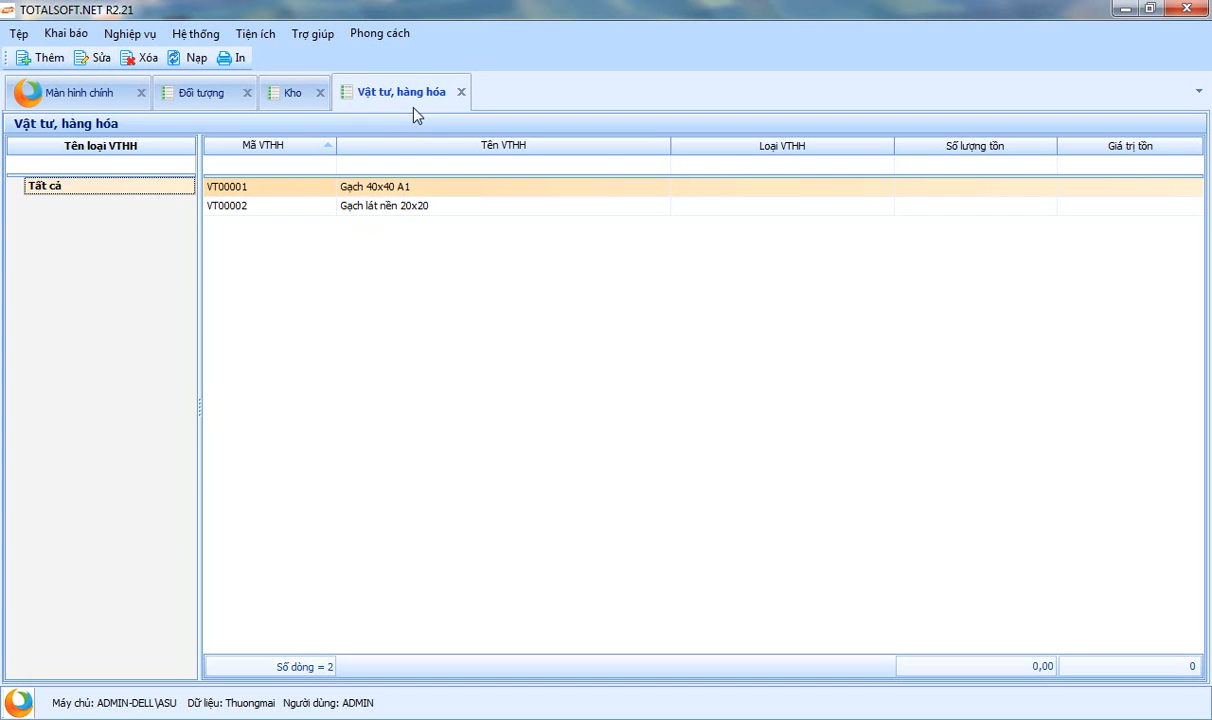 TOTALSOFT.NET R2.21
Tệp Khai báo Nghiệp vụ Hệ thống Tiện ích Trợ giúp Phong cách
Thêm Sửa Xóa Nạp In
Màn hình chính Đối tượng Kho Vật tư, hàng hóa
Vật tư, hàng hóa
Tên loại VTHH Mã VTHH Tên VTHH Loại VTHH Số lượng tồn Giá trị tồn
Tất cả VT00001 Gạch 40x40 A1
VT00002 Gạch lát nền 20x20
Số dòng = 2 0,00 0
Máy chủ: ADMIN-DELL\ASU Dữ liệu: Thuongmai Người dùng: ADMIN